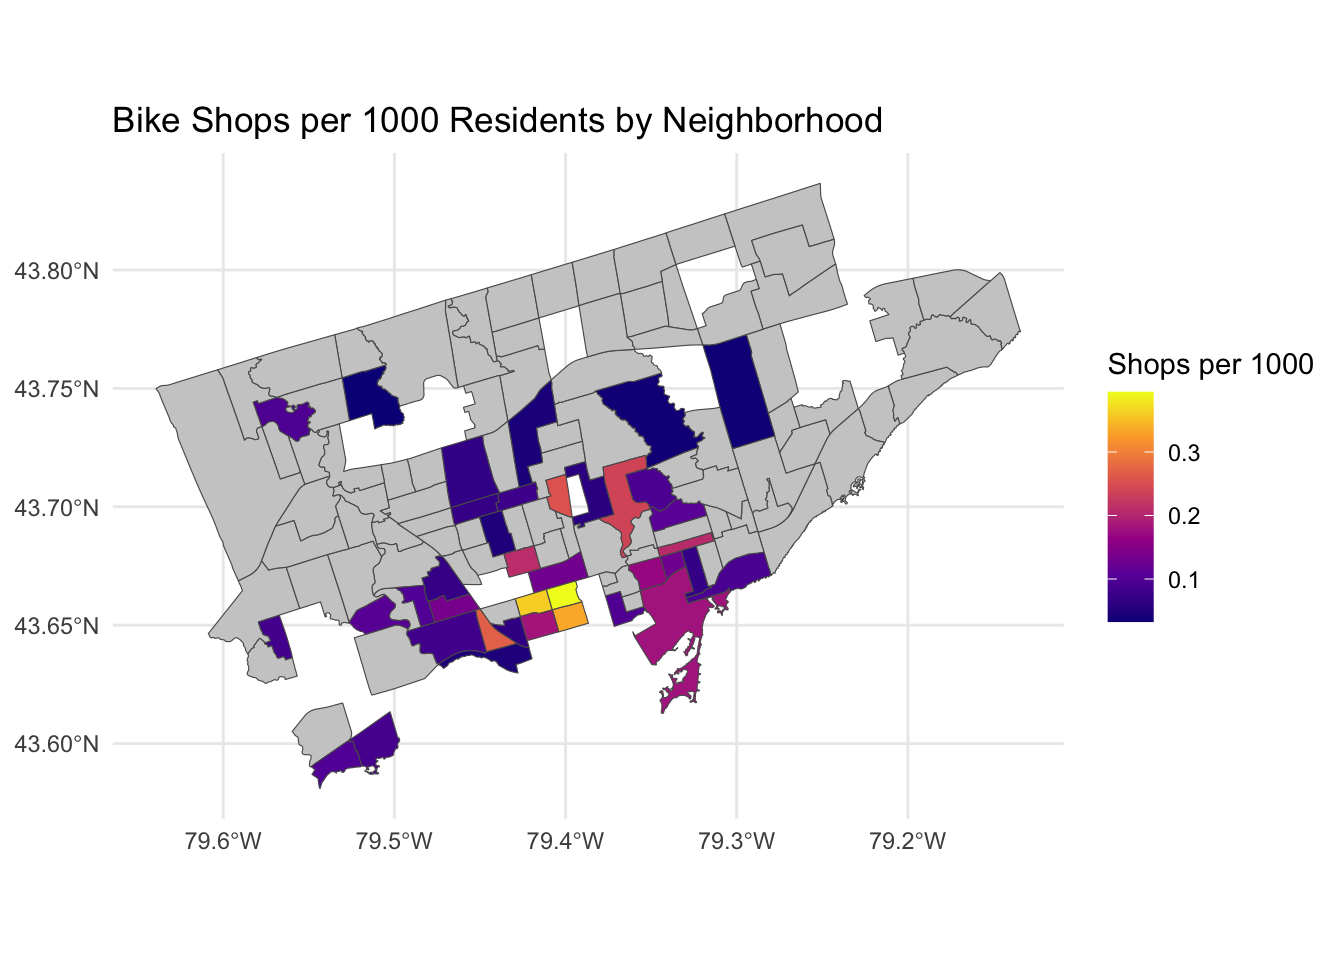 Bike Shops per 1000 Residents by Neighborhood
43.80°N
43.75°N
43.70°N
43.65°N
43.60°N
79.6°W 79.5°W 79.4°W 79.3°W 79.2°W
Shops per 1000
0.3
0.2
0.1